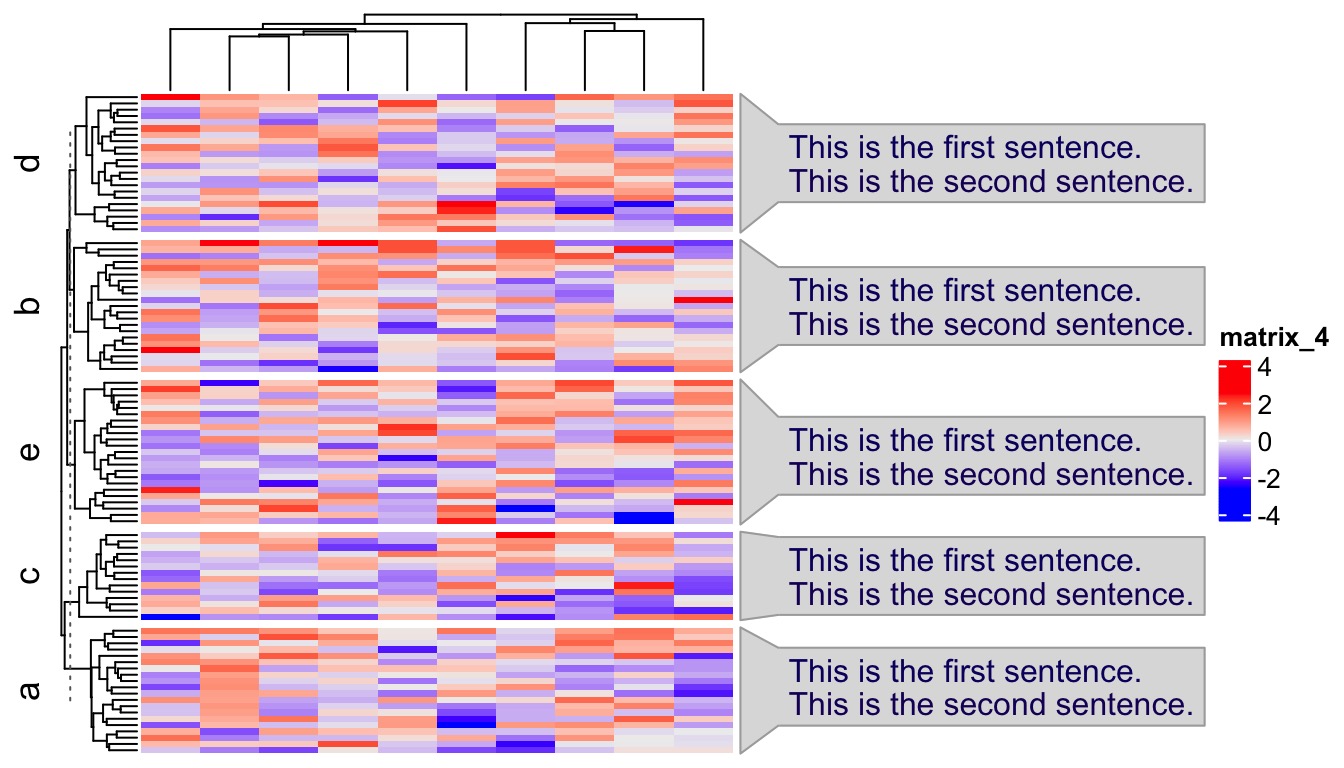 d
This is the first sentence.
This is the second sentence.
b
This is the first sentence.
This is the second sentence.
e
This is the first sentence.
This is the second sentence.
c
This is the first sentence.
This is the second sentence.
a
This is the first sentence.
This is the second sentence.
matrix_4
4
2
0
-2
-4